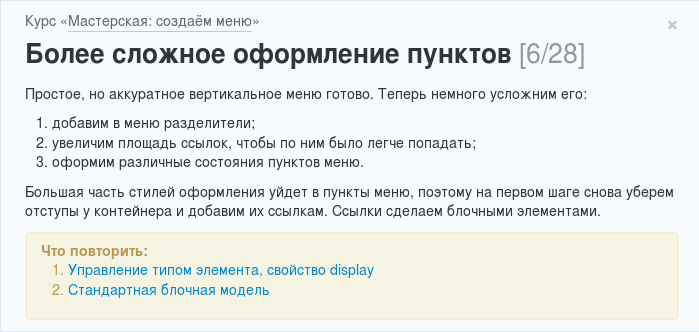 Курс «Мастерская: создаём меню»
Более сложное оформление пунктов [6/28]
Простое, но аккуратное вертикальное меню готово. Теперь немного усложним его:
1. добавим в меню разделители;
2. увеличим площадь ссылок, чтобы по ним было легче попадать;
3. оформим различные состояния пунктов меню.
Большая часть стилей оформления уйдет в пункты меню, поэтому на первом шаге снова уберем
отступы у контейнера и добавим их ссылкам. Ссылки сделаем блочными элементами.
Что повторить:
1. Управление типом элемента, свойство display
2. Стандартная блочная модель